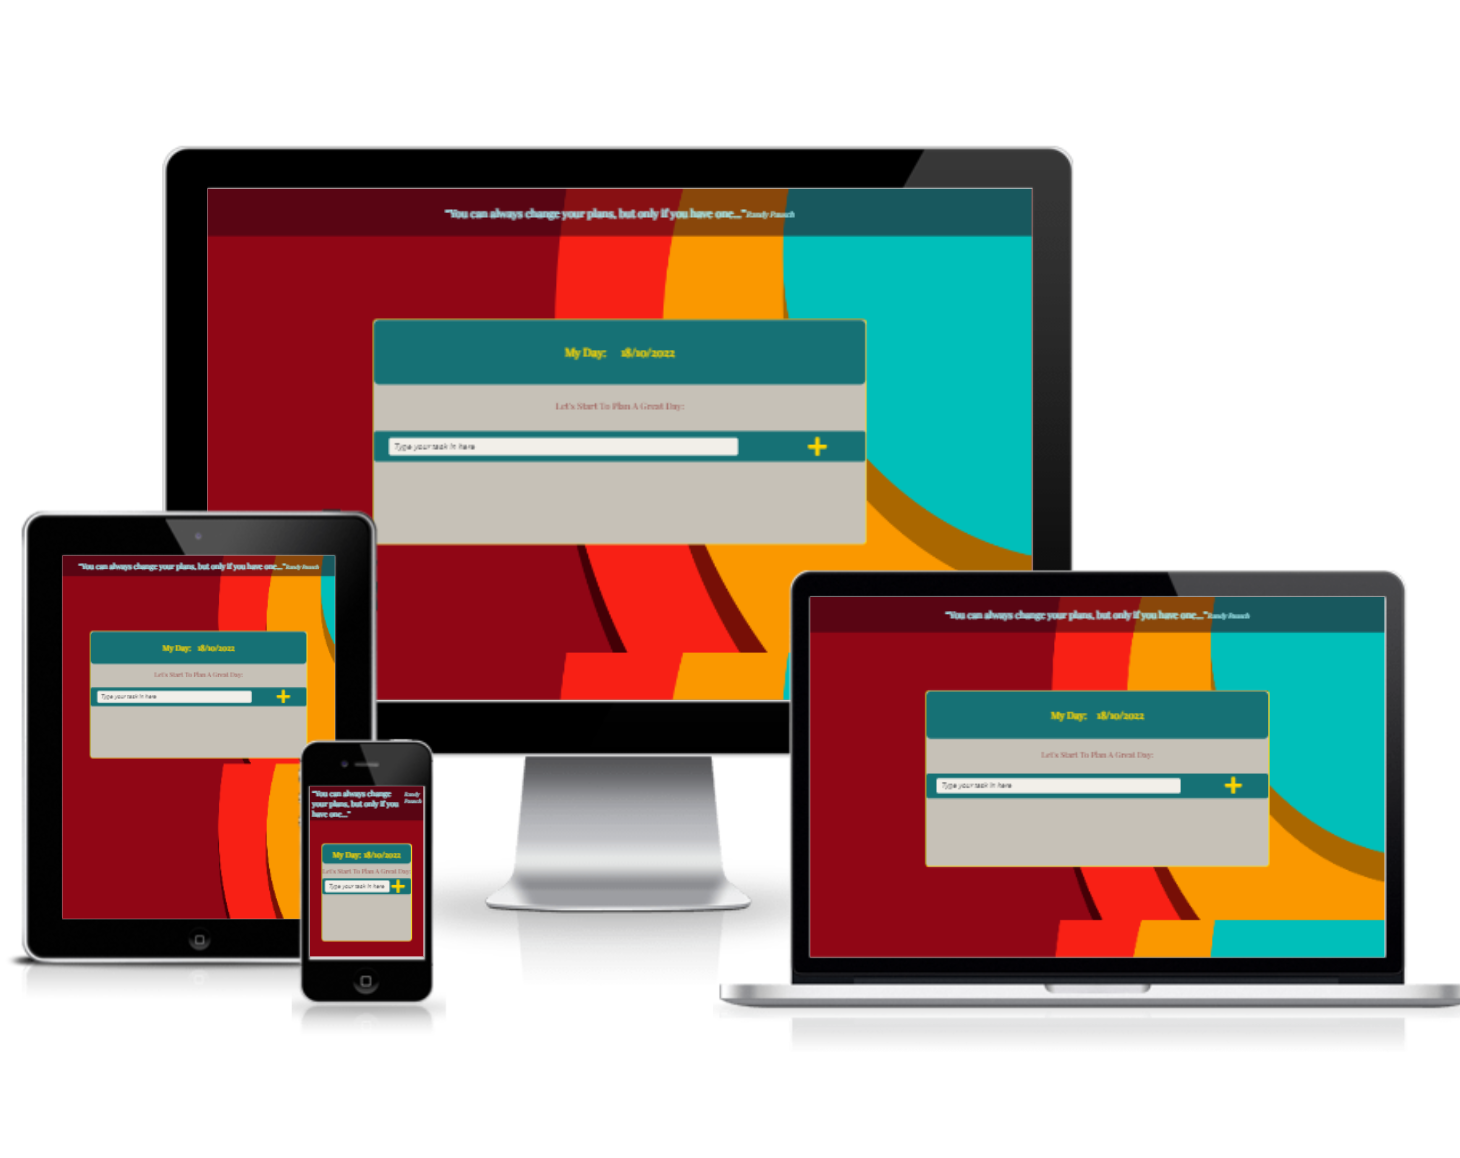 "You can always change your plans, but only if you have one..." Randy Pausch
My Day: 18/10/2022
Let's Start To Plan A Great Day:
Type your task in here
"You can always change your plans, but only if you have one..." Randy Pausch
My Day: 18/10/2022
Let's Start To Plan A Great Day:
Type your task in here
"You can always change
your plans, but only if you
have one..."
Randy
Pausch
My Day: 18/10/2022
Let's Start To Plan A Great Day:
Type your task in here
"You can always change your plans, but only if you have one..." Randy Pausch
My Day: 18/10/2022
Let's Start To Plan A Great Day:
Type your task in here